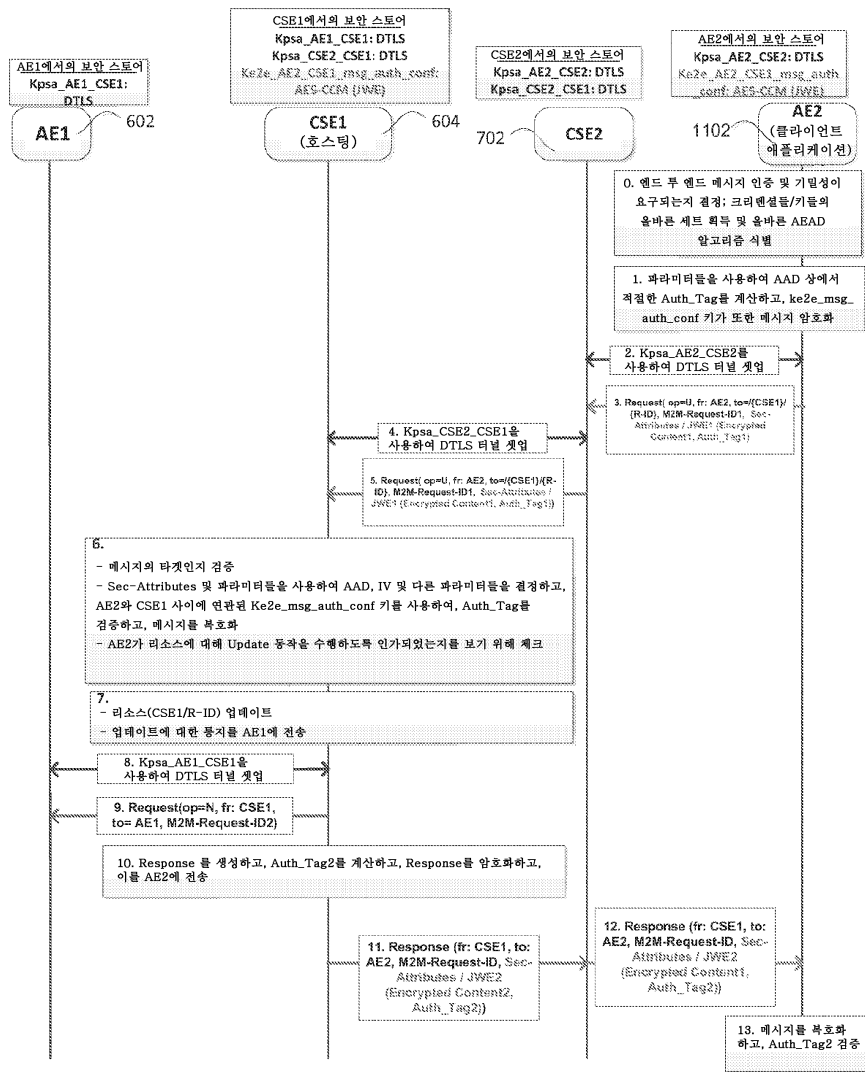 AE1에서의 보안 스토어
Kpsa_AE1_CSE1:
DTLS
AE1
602
CSE1에서의 보안 스토어
Kpsa_AE1_CSE1: DTLS
Kpsa_CSE2_CSE1: DTLS
Ke2e_AE2_CSE1_msg_auth_conf:
AES-CCM (JWE)
CSE1
(호스팅)
604
CSE2에서의 보안 스토어
Kpsa_AE2_CSE2: DTLS
Kpsa_CSE2_CSE1: DTLS
702
CSE2
AE2에서의 보안 스토어
Kpsa_AE2_CSE2: DTLS
Ke2e_AE2_CSE1_msg_auth
_conf: AES-CCM (JWE)
1102
AE2
(클라이언트
애플리케이션)
0. 엔드 투 엔드 메시지 인증 및 기밀성이
요구되는지 결정; 크리덴셜들/키들의
올바른 세트 획득 및 올바른 AEAD
알고리즘 식별
1. 파라미터들을 사용하여 AAD 상에서
적절한 Auth_Tag를 계산하고, ke2e_msg_
auth_conf 키가 또한 메시지 암호화
2. Kpsa_AE2_CSE2를
사용하여 DTLS 터널 셋업
3. Request( op=U, fr: AE2, to=/{CSE1}/
{R-ID}, M2M-Request-ID1, Sec-
Attributes / JWE1 (Encrypted
Content1, Auth_Tag1)
4. Kpsa_CSE2_CSE1을
사용하여 DTLS 터널 셋업
5. Request( op=U, fr: AE2, to=/{CSE1}/{R-
ID}, M2M-Request-ID1, Sec-Attributes /
JWE1 (Encrypted Content1, Auth_Tag1))
6.
- 메시지의 타겟인지 검증
- Sec-Attributes 및 파라미터들을 사용하여 AAD, IV 및 다른 파라미터들을 결정하고,
AE2와 CSE1 사이에 연관된 Ke2e_msg_auth_conf 키를 사용하여, Auth_Tag를
검증하고, 메시지를 복호화
- AE2가 리소스에 대해 Update 동작을 수행하도록 인가되었는지를 보기 위해 체크
7.
- 리소스(CSE1/R-ID) 업데이트
- 업데이트에 대한 통지를 AE1에 전송
8. Kpsa_AE1_CSE1을
사용하여 DTLS 터널 셋업
9. Request(op=N, fr: CSE1,
to= AE1, M2M-Request-ID2)
10. Response 를 생성하고, Auth_Tag2를 계산하고, Response를 암호화하고,
이를 AE2에 전송
11. Response (fr: CSE1, to:
AE2, M2M-Request-ID, Sec-
Attributes / JWE2
(Encrypted Content2,
Auth_Tag2))
12. Response (fr: CSE1, to:
AE2, M2M-Request-ID, Sec-
Attributes / JWE2
(Encrypted Content1,
Auth_Tag2))
13. 메시지를 복호화
하고, Auth_Tag2 검증